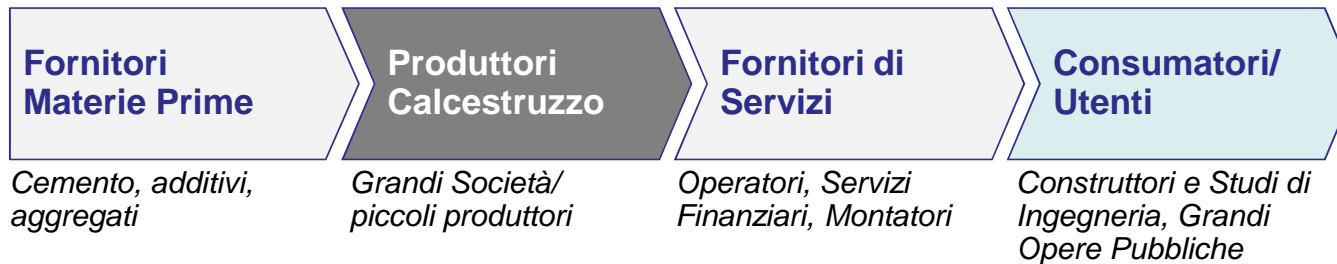 Fornitori
Materie Prime
Produttori
Calcestruzzo
Fornitori di
Servizi
Consumatori/
Utenti
Cemento, additivi,
aggregati
Grandi Società/
piccoli produttori
Operatori, Servizi
Finanziari, Montatori
Construttori e Studi di
Ingegneria, Grandi
Opere Pubbliche